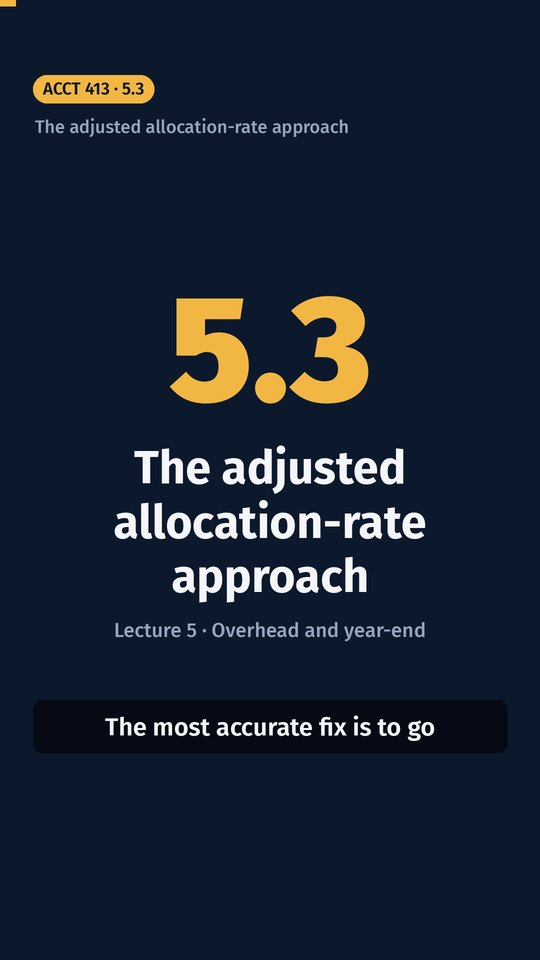 ACCT 413 · 5.3
The adjusted allocation-rate approach
5.3
The adjusted
allocation-rate
approach
Lecture 5 · Overhead and year-end
The most accurate fix is to go